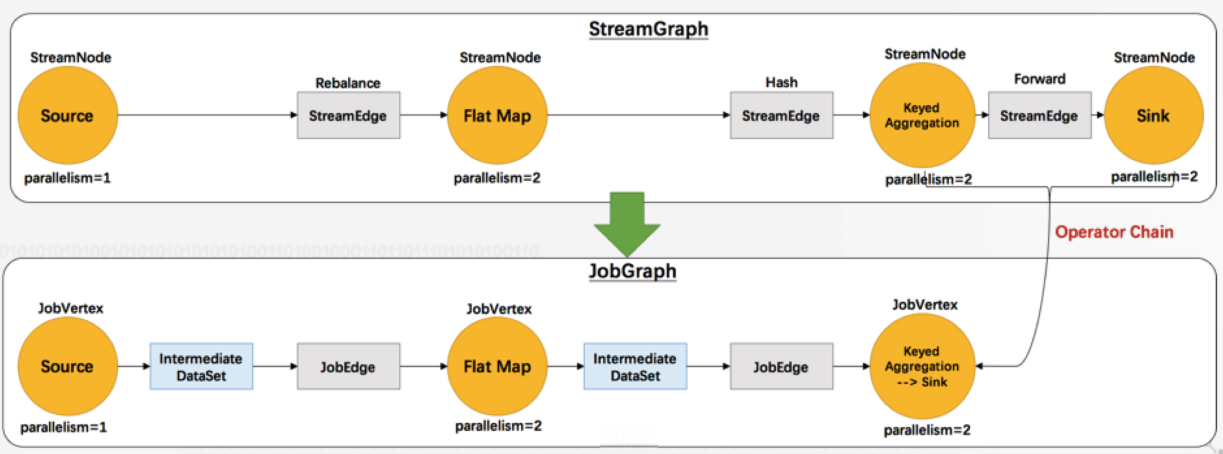 StreamGraph
StreamNode
Source
parallelism=1
Rebalance
StreamEdge
StreamNode
Flat Map
parallelism=2
Hash
StreamEdge
StreamNode
Keyed
Aggregation
parallelism=2
Forward
StreamEdge
StreamNode
Sink
parallelism=2
Operator Chain
JobGraph
JobVertex
Source
parallelism=1
Intermediate
DataSet
JobEdge
JobVertex
Flat Map
parallelism=2
Intermediate
DataSet
JobEdge
JobVertex
Keyed
Aggregation
--> Sink
parallelism=2